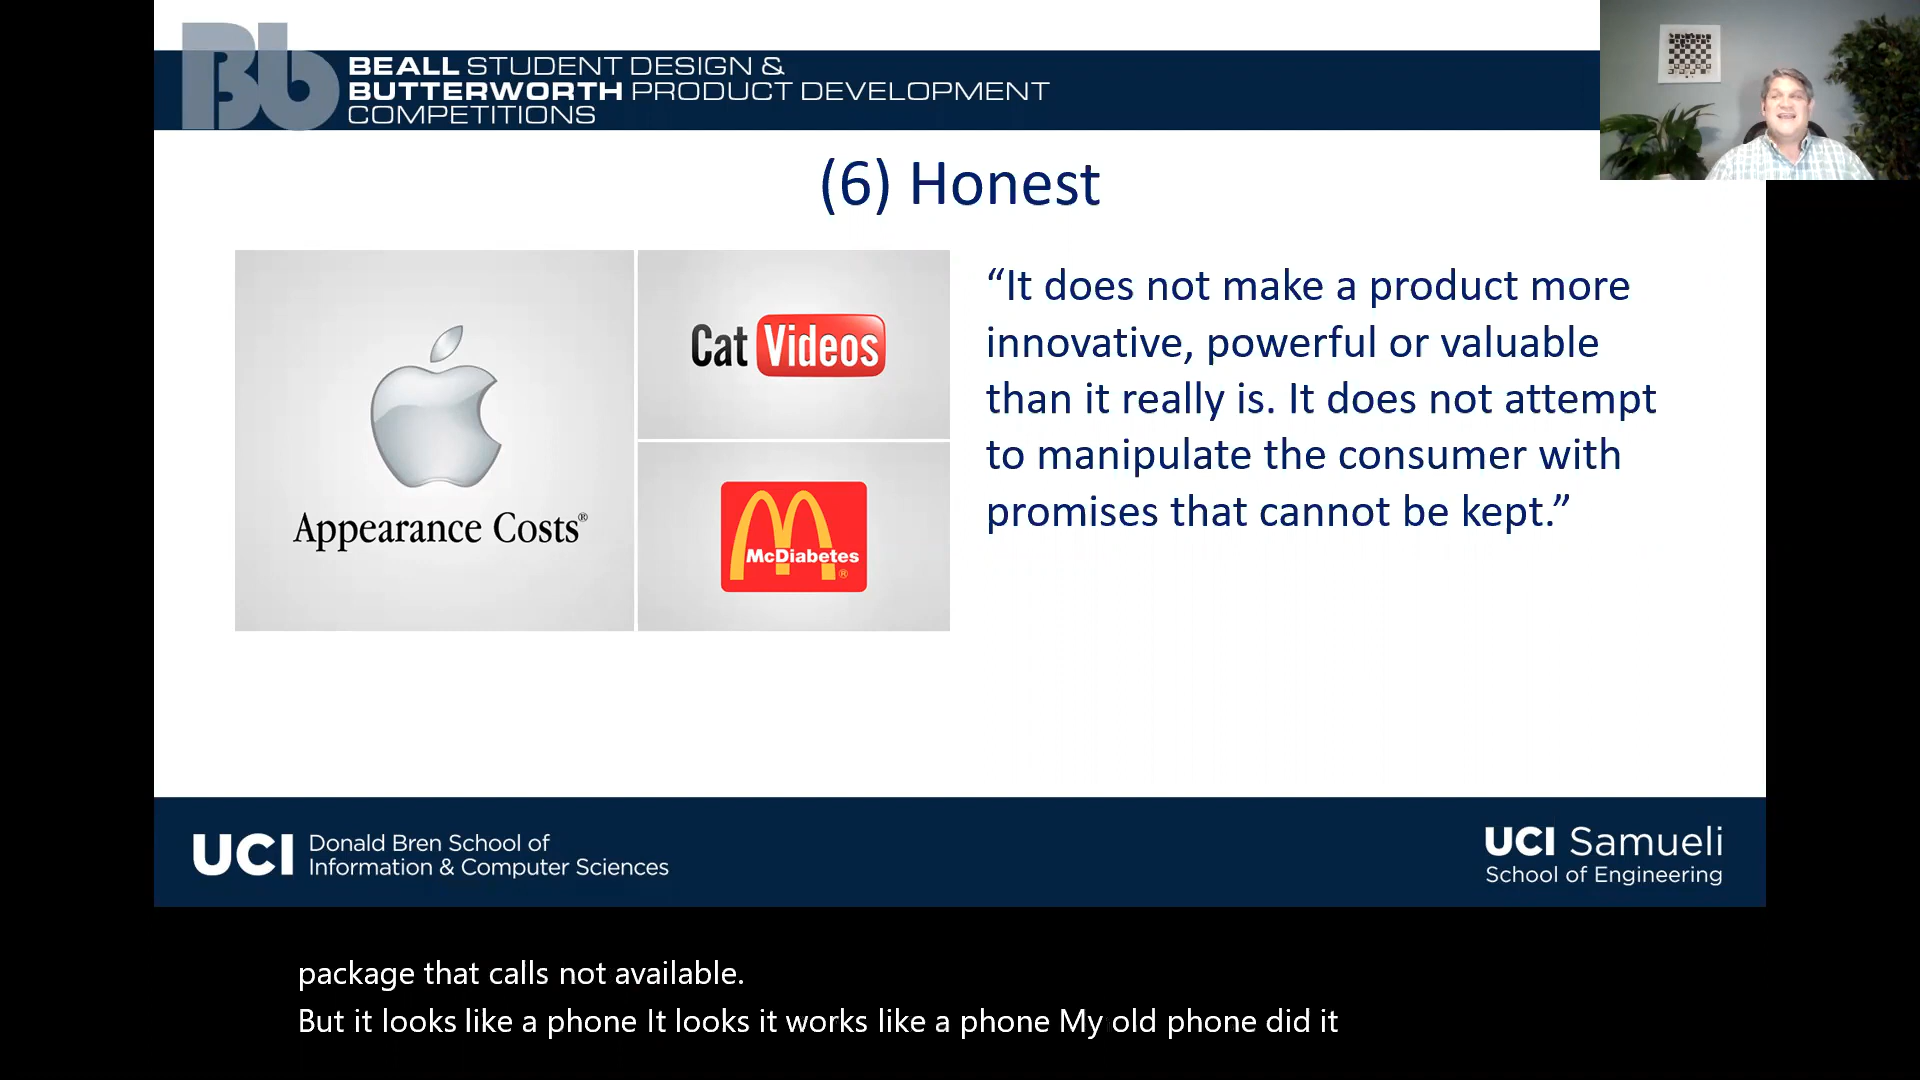 Bb
BEALL STUDENT DESIGN &
BUTTERWORTH PRODUCT DEVELOPMENT
COMPETITIONS
(6) Honest
Appearance Costs®
Cat Videos
McDiabetes
®
“It does not make a product more
innovative, powerful or valuable
than it really is. It does not attempt
to manipulate the consumer with
promises that cannot be kept.”
UCI Donald Bren School of
Information & Computer Sciences
UCI Samueli
School of Engineering
package that calls not available.
But it looks like a phone It looks it works like a phone My old phone did it